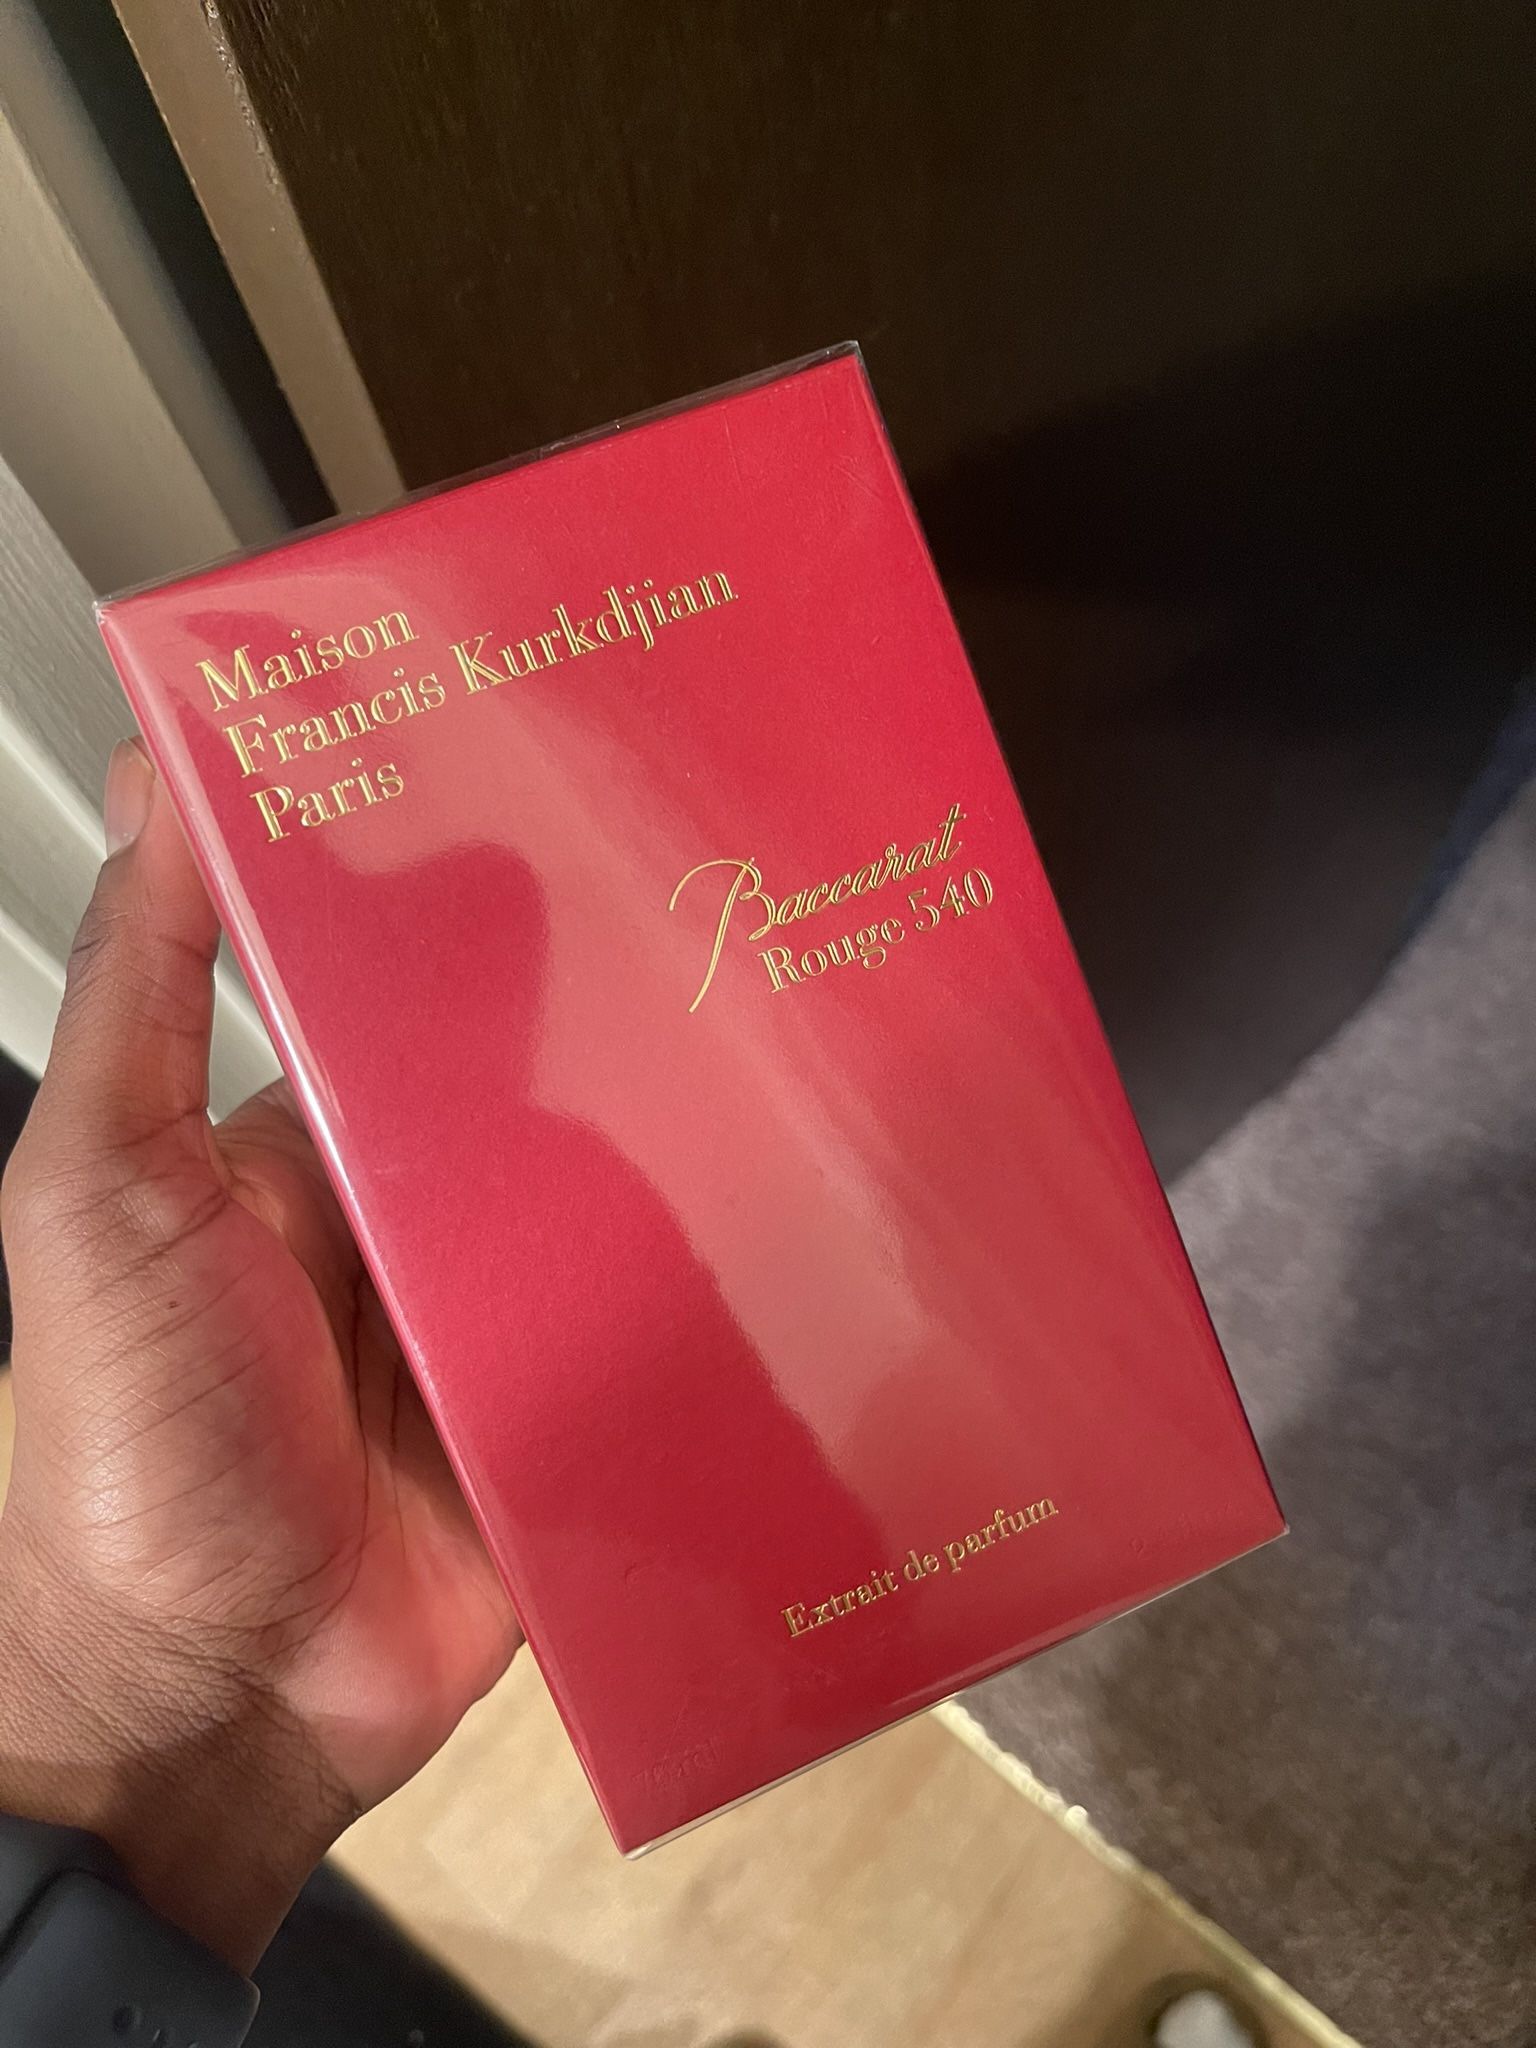 Maison
Francis Kurkdjian
Paris
Baccarat
Rouge 540
Extrait de parfum